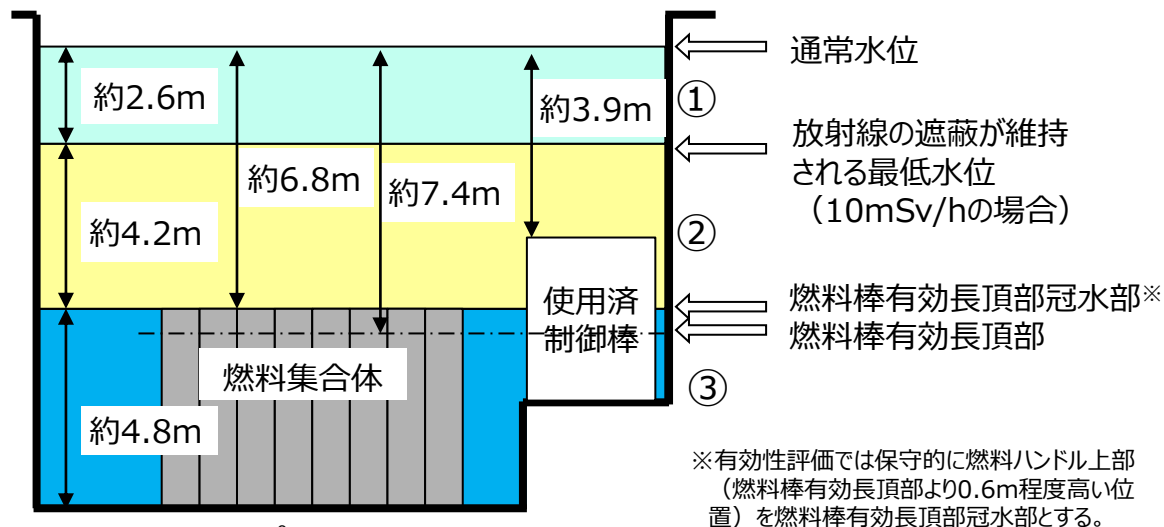 通常水位
約2.6m
約3.9m
①
放射線の遮蔽が維持
される最低水位
（10mSv/hの場合）
約6.8m
約7.4m
約4.2m
②
使用済
制御棒
燃料棒有効長頂部冠水部※
燃料棒有効長頂部
燃料集合体
③
約4.8m
※有効性評価では保守的に燃料ハンドル上部
（燃料棒有効長頂部より0.6m程度高い位
置）を燃料棒有効長頂部冠水部とする。